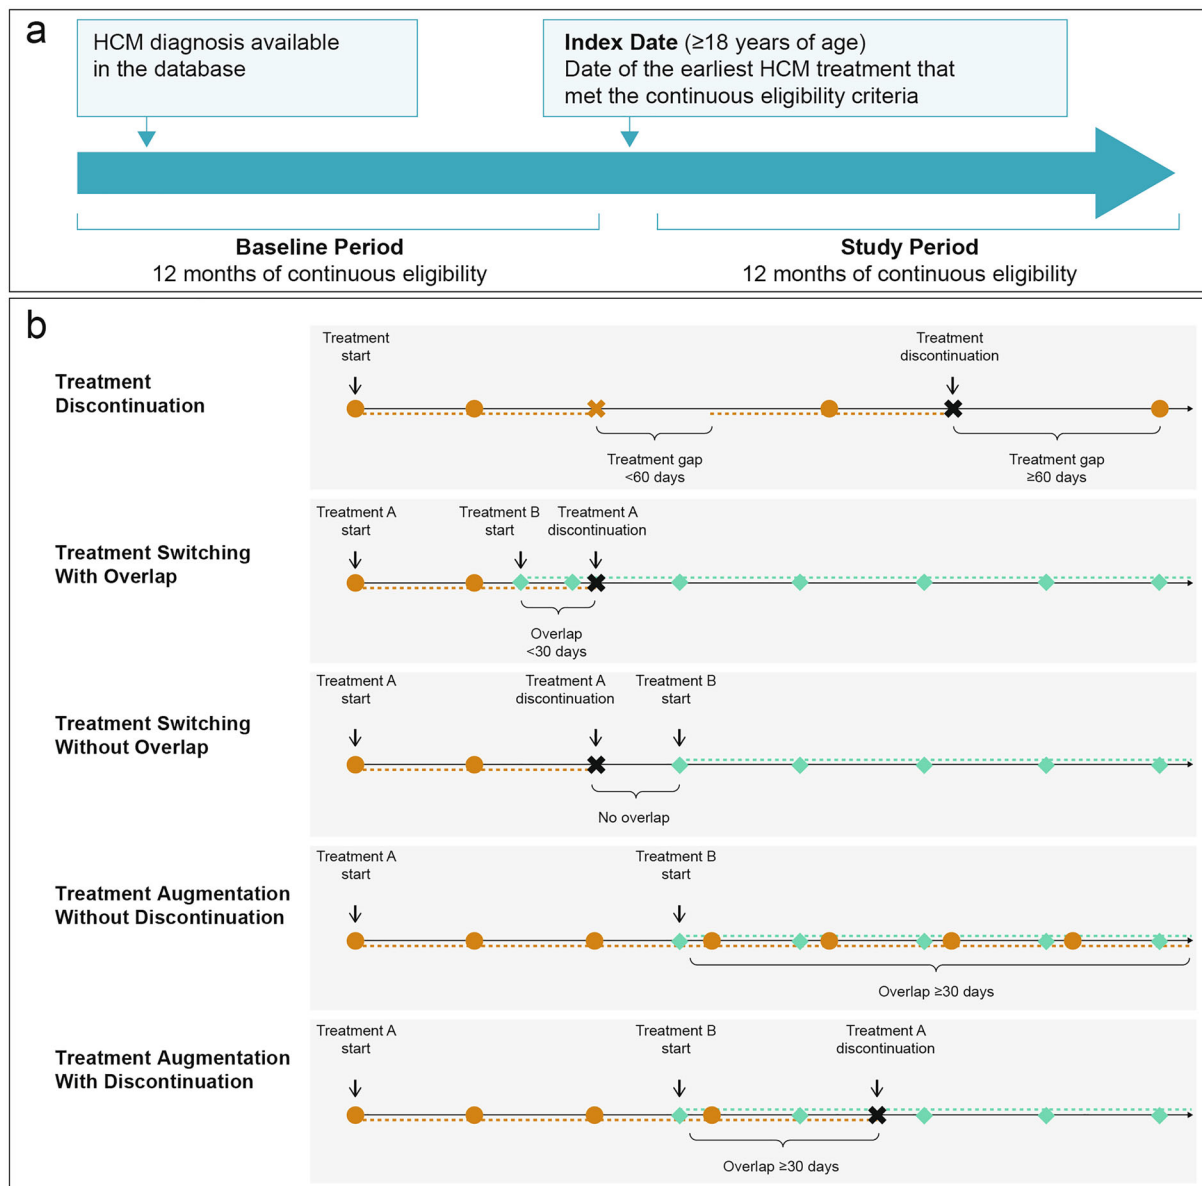 a
HCM diagnosis available
in the database
Index Date (≥18 years of age)
Date of the earliest HCM treatment that
met the continuous eligibility criteria
Baseline Period
12 months of continuous eligibility
Study Period
12 months of continuous eligibility
b
Treatment
Discontinuation
Treatment
start
Treatment
discontinuation
Treatment gap
<60 days
Treatment gap
≥60 days
Treatment Switching
With Overlap
Treatment A
start
Treatment B
start
Treatment A
discontinuation
Overlap
<30 days
Treatment Switching
Without Overlap
Treatment A
start
Treatment A
discontinuation
Treatment B
start
No overlap
Treatment Augmentation
Without Discontinuation
Treatment A
start
Treatment B
start
Overlap ≥30 days
Treatment Augmentation
With Discontinuation
Treatment A
start
Treatment B
start
Treatment A
discontinuation
Overlap ≥30 days